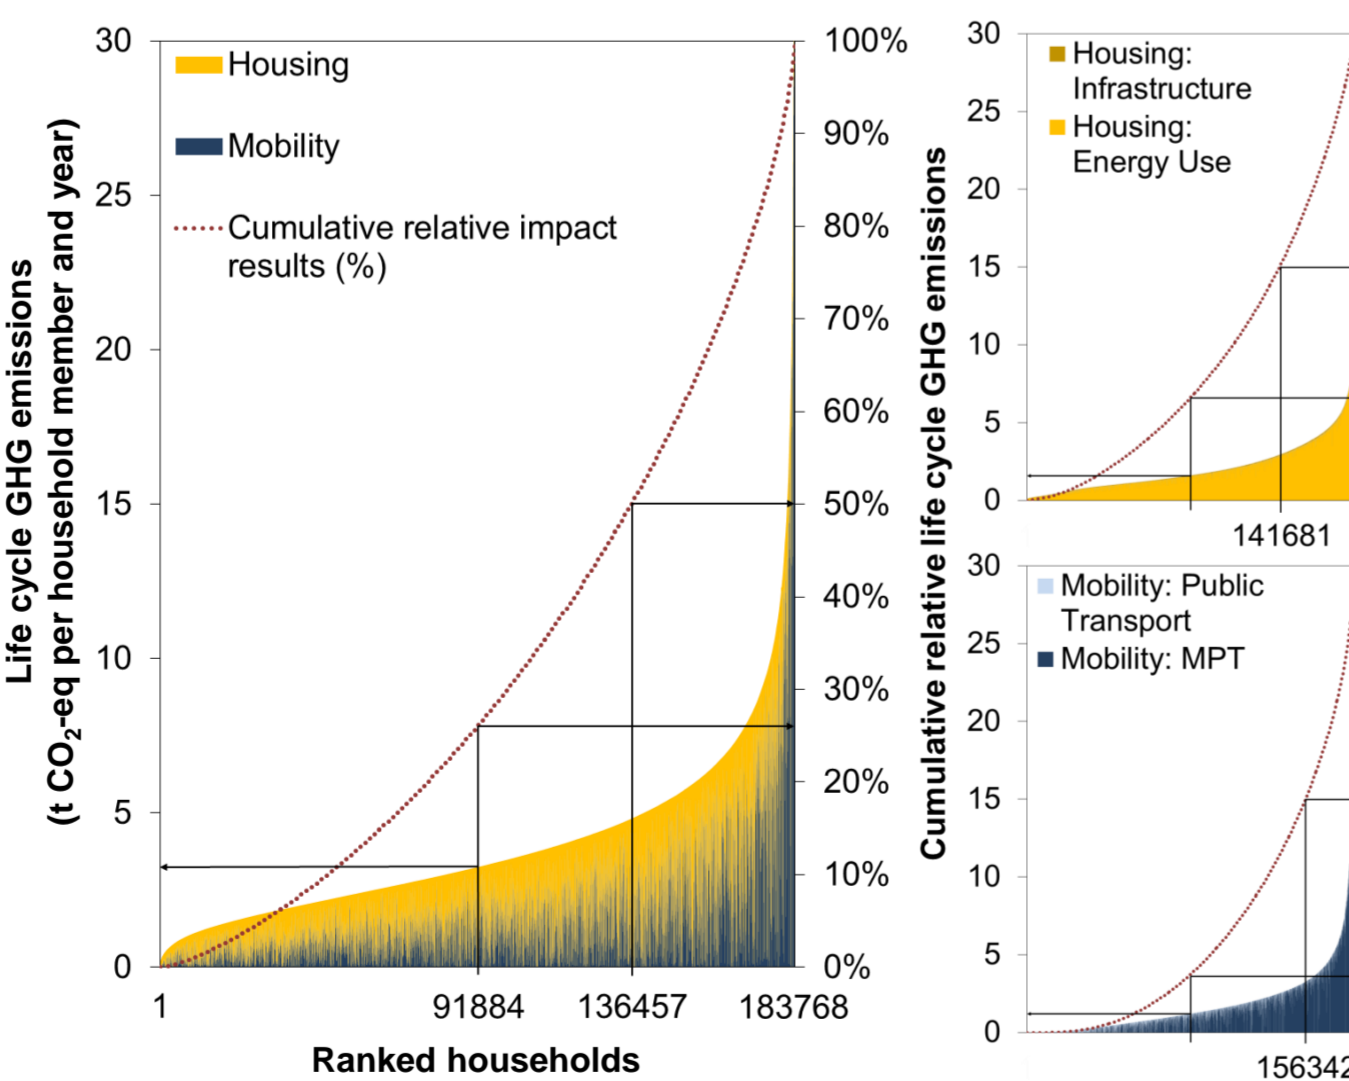 Life cycle GHG emissions
(t CO₂-eq per household member and year)
30
25
20
15
10
5
0
Housing
Mobility
Cumulative relative impact
results (%)
100%
90%
80%
70%
60%
50%
40%
30%
20%
10%
0%
1
91884
136457
183768
Ranked households
Cumulative relative life cycle GHG emissions
30
25
20
15
10
5
0
Housing:
Infrastructure
Housing:
Energy Use
141681
30
25
20
15
10
5
0
Mobility: Public
Transport
Mobility: MPT
156342